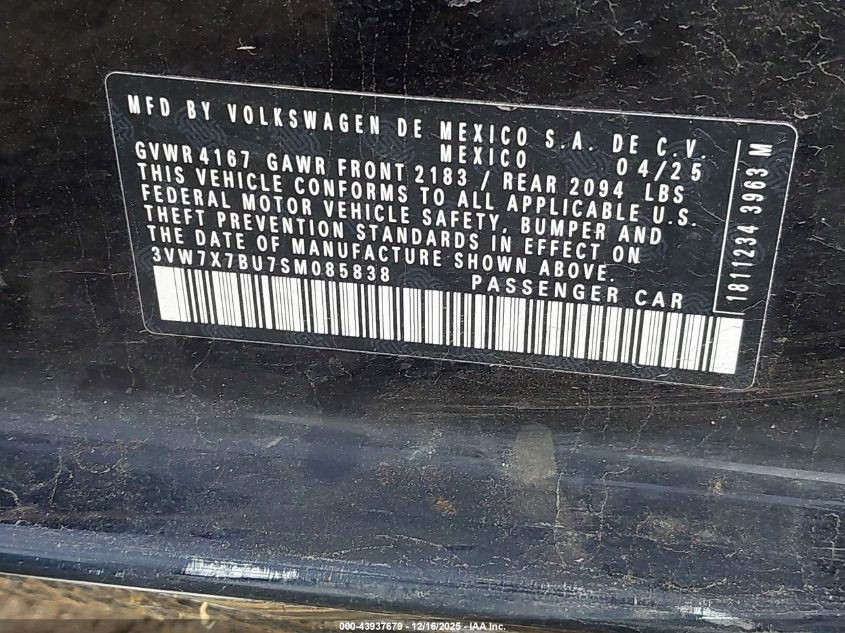 MFD BY VOLKSWAGEN DE MEXICO S.A. DE C.V.
MEXICO 04/25
GVWR 4167 GAWR FRONT 2183 / REAR 2094 LBS
THIS VEHICLE CONFORMS TO ALL APPLICABLE U.S.
FEDERAL MOTOR VEHICLE SAFETY, BUMPER AND
THEFT PREVENTION STANDARDS IN EFFECT ON
THE DATE OF MANUFACTURE SHOWN ABOVE.
3VW7X7BU7SM085838 PASSENGER CAR
1811234 3963 M
000-43937679 - 12/16/2025 - IAA Inc.